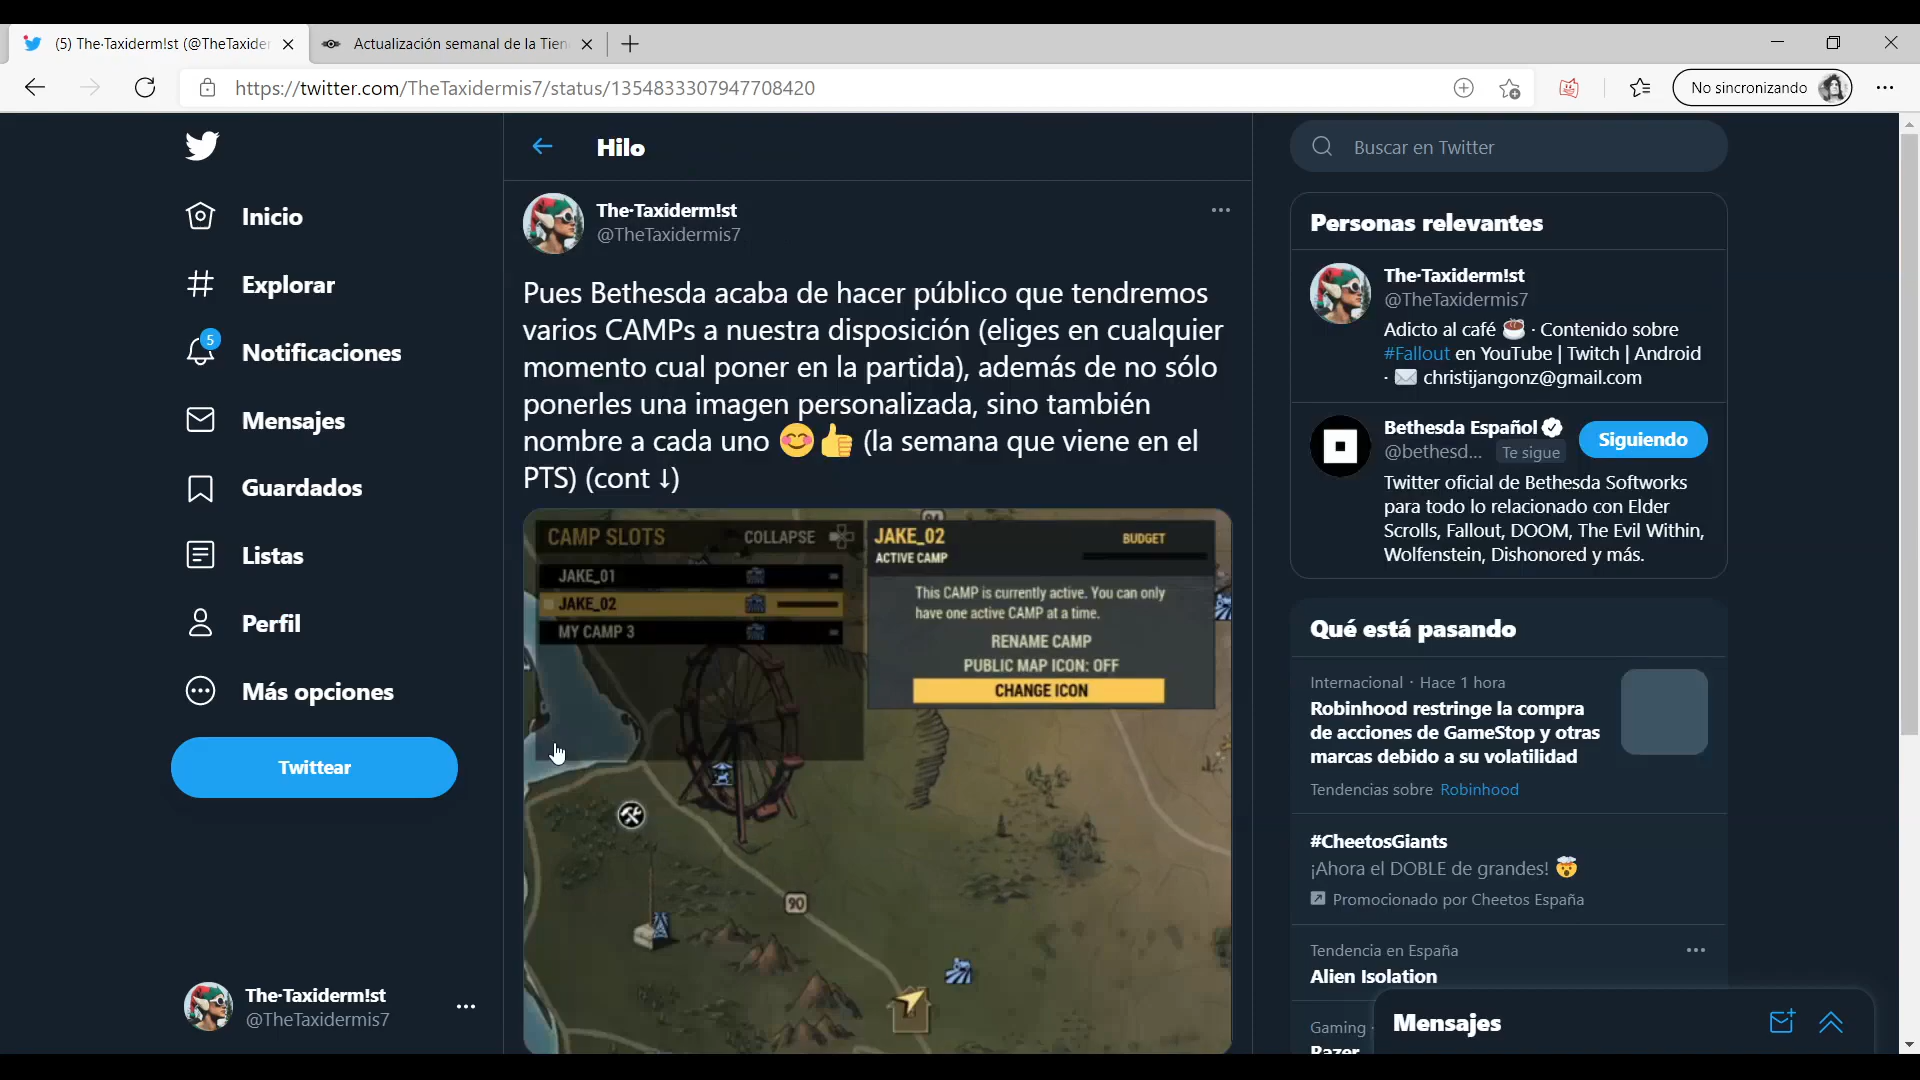 (5) The·Taxiderm!st (@TheTaxider
Actualización semanal de la Tien
https://twitter.com/TheTaxidermis7/status/1354833307947708420
No sincronizando
Inicio
Explorar
5
Notificaciones
Mensajes
Guardados
Listas
Perfil
Más opciones
Twittear
The·Taxiderm!st
@TheTaxidermis7
Hilo
The·Taxiderm!st
@TheTaxidermis7
Pues Bethesda acaba de hacer público que tendremos
varios CAMPs a nuestra disposición (eliges en cualquier
momento cual poner en la partida), además de no sólo
ponerles una imagen personalizada, sino también
nombre a cada uno 😊👍 (la semana que viene en el
PTS) (cont ↓)
CAMP SLOTS
COLLAPSE
JAKE_01
JAKE_02
MY CAMP 3
JAKE_02
BUDGET
ACTIVE CAMP
This CAMP is currently active. You can only
have one active CAMP at a time.
RENAME CAMP
PUBLIC MAP ICON: OFF
CHANGE ICON
90
Buscar en Twitter
Personas relevantes
The·Taxiderm!st
@TheTaxidermis7
Adicto al café ☕ · Contenido sobre
#Fallout en YouTube | Twitch | Android
· ✉️ christijangonz@gmail.com
Bethesda Español
@bethesd... Te sigue
Siguiendo
Twitter oficial de Bethesda Softworks
para todo lo relacionado con Elder
Scrolls, Fallout, DOOM, The Evil Within,
Wolfenstein, Dishonored y más.
Qué está pasando
Internacional · Hace 1 hora
Robinhood restringe la compra
de acciones de GameStop y otras
marcas debido a su volatilidad
Tendencias sobre Robinhood
#CheetosGiants
¡Ahora el DOBLE de grandes! 🤯
Promocionado por Cheetos España
Tendencia en España
Alien Isolation
Gaming ·
Razer
Mensajes